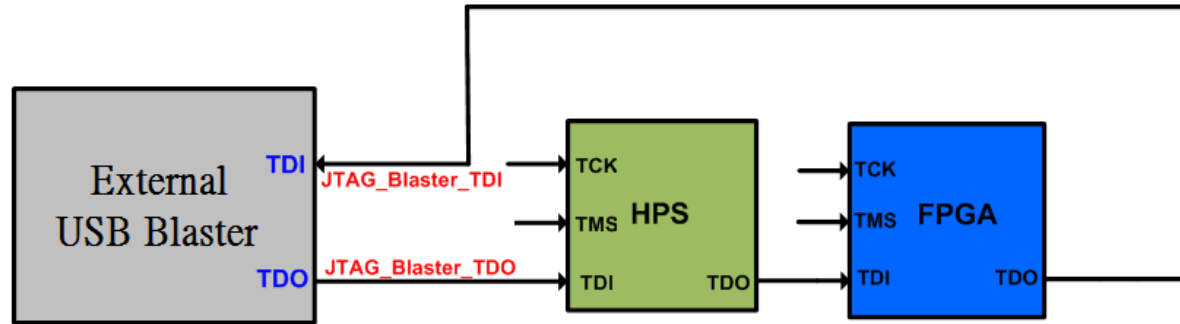 External
USB Blaster
TDI
TDO
JTAG_Blaster_TDI
JTAG_Blaster_TDO
TCK
TMS
TDI
HPS
TDO
TCK
TMS
TDI
FPGA
TDO